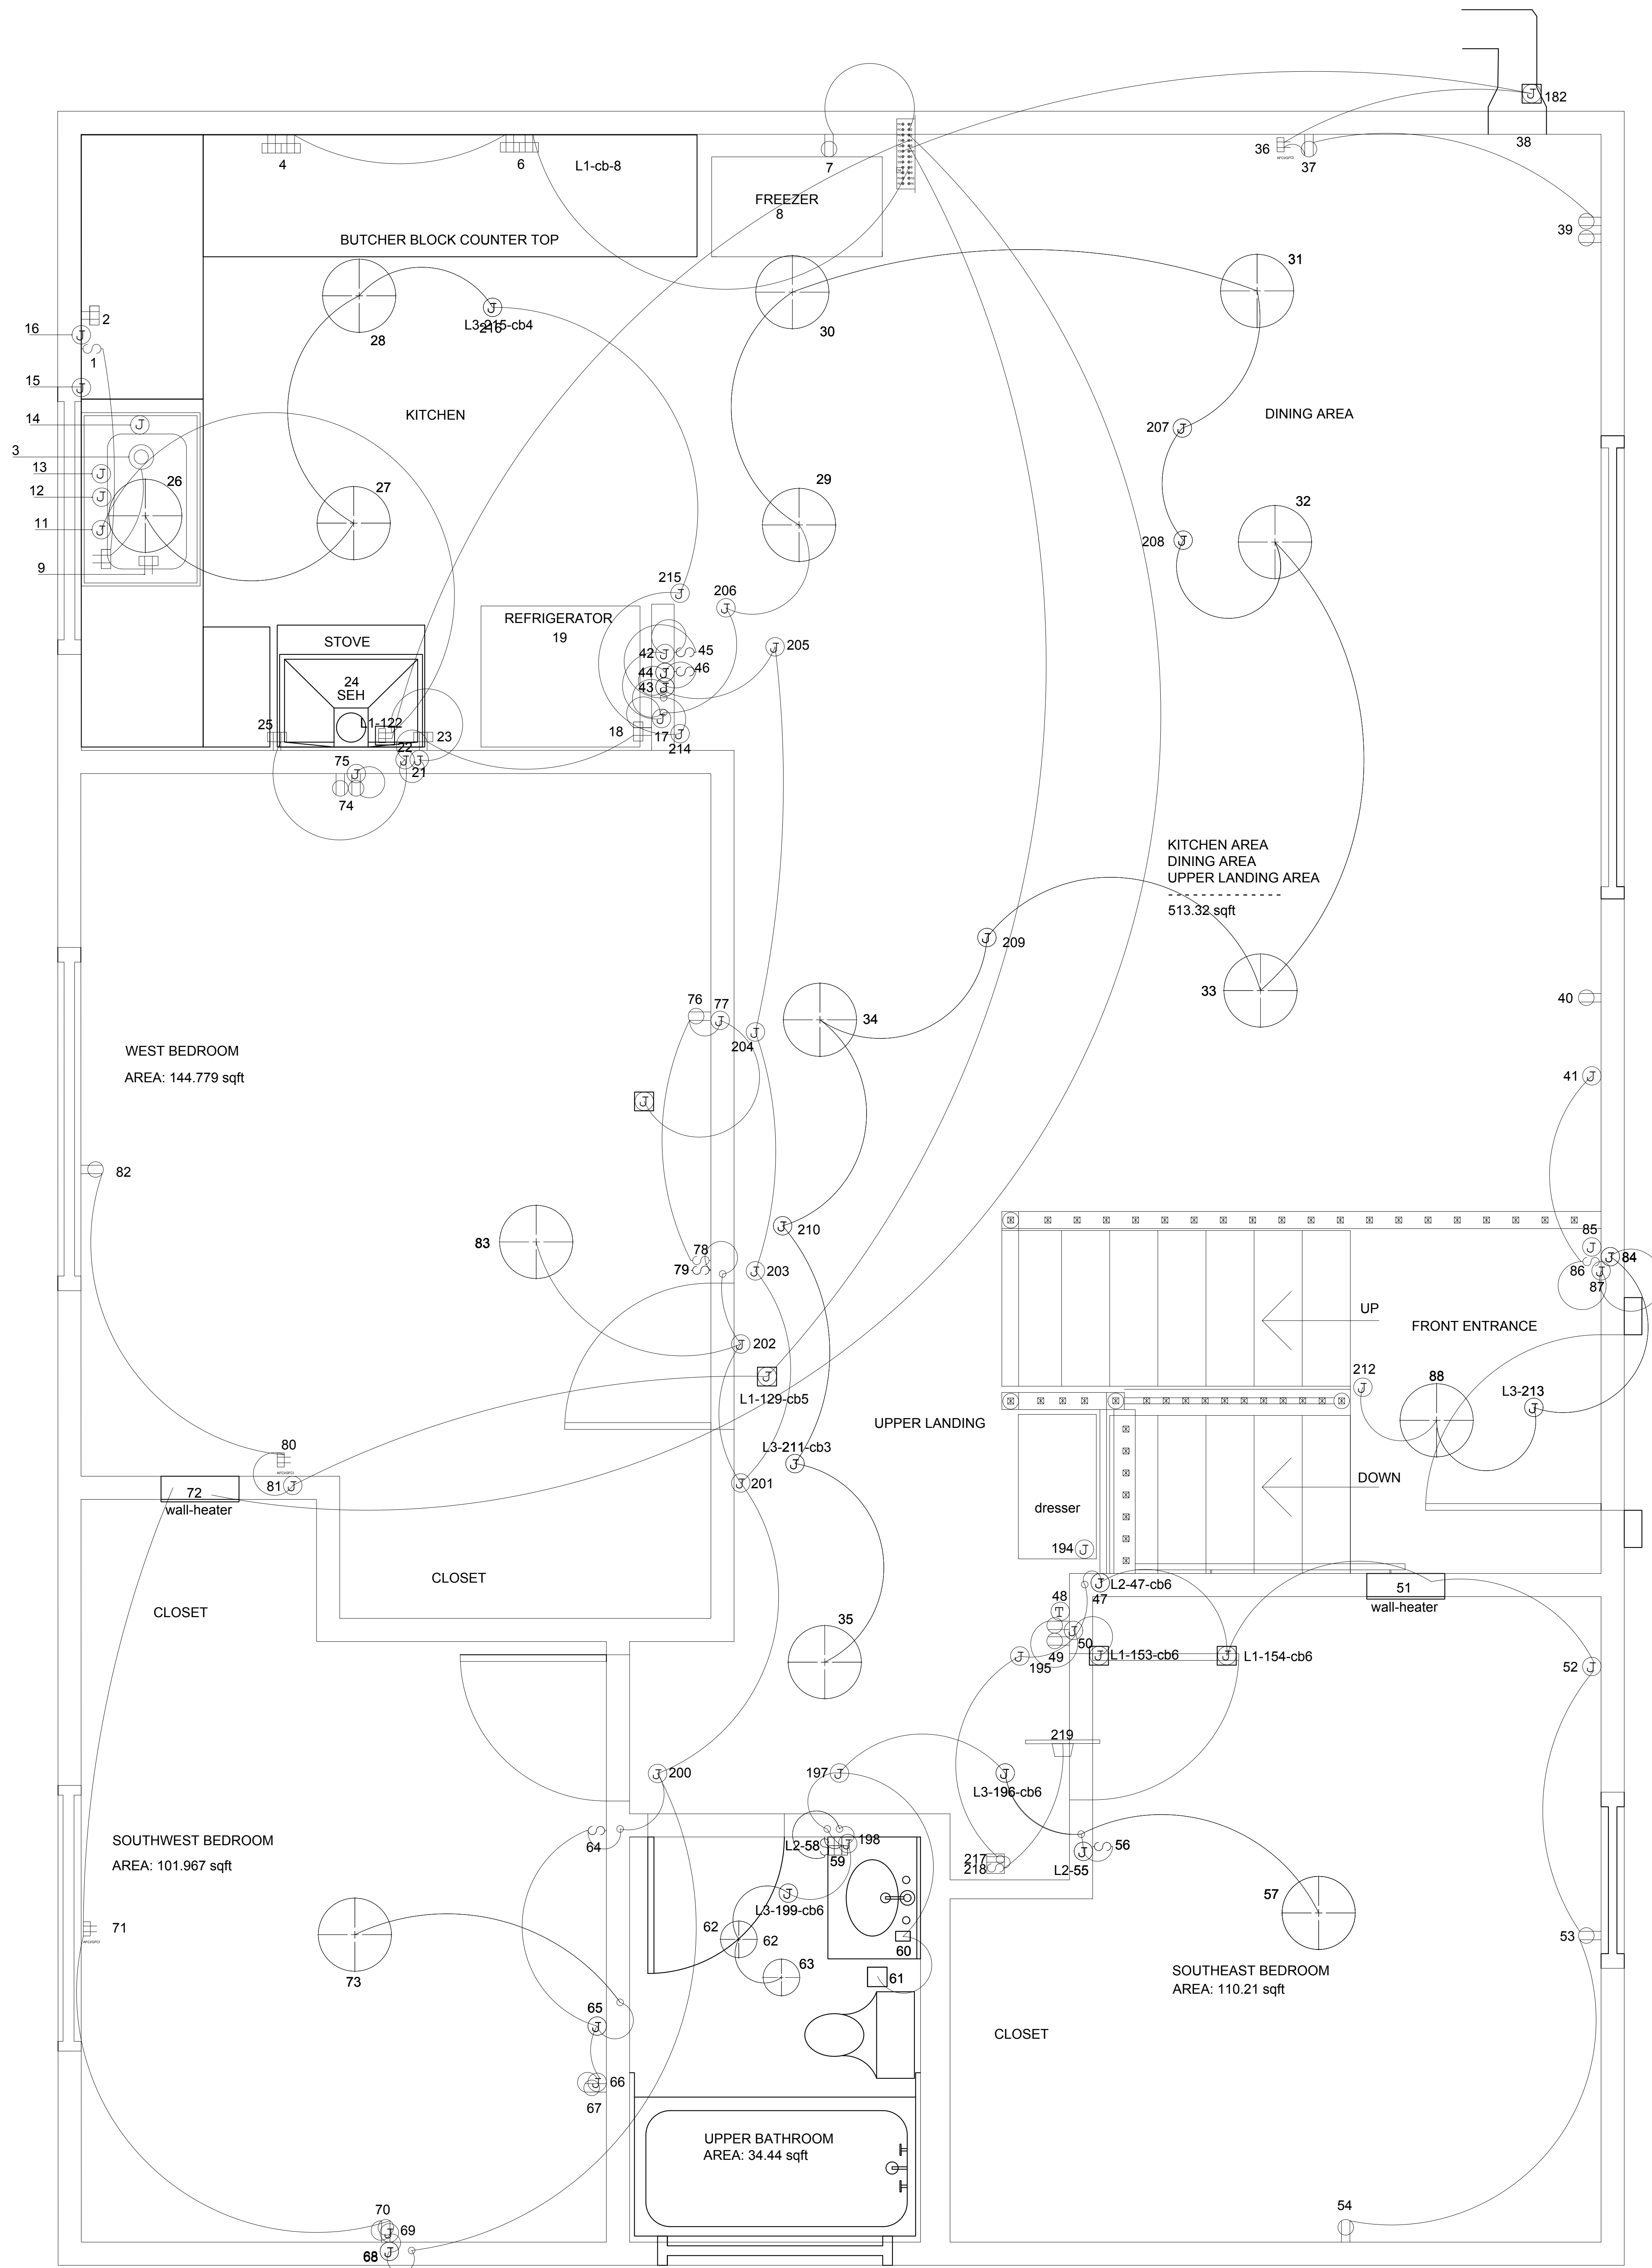 182
38
36
37
4
6
L1-cb-8
7
FREEZER
8
39
BUTCHER BLOCK COUNTER TOP
31
2
16
1
28
L3-215-cb4
30
15
KITCHEN
DINING AREA
14
207
3
13
12
26
27
29
32
11
9
208
215
206
REFRIGERATOR
19
STOVE
42
45
205
44
46
43
24
SEH
L1-122
25
23
18
17
214
22
21
75
74
KITCHEN AREA
DINING AREA
UPPER LANDING AREA
513.32 sqft
209
33
40
76
77
34
204
WEST BEDROOM
AREA: 144.779 sqft
41
82
210
83
78
79
203
85
84
86
87
UP
FRONT ENTRANCE
202
212
88
L3-213
L1-129-cb5
UPPER LANDING
80
AFCI/GFCI
81
L3-211-cb3
201
DOWN
72
wall-heater
dresser
194
CLOSET
CLOSET
L2-47-cb6
47
48
51
wall-heater
35
50
49
195
L1-153-cb6
L1-154-cb6
52
219
200
197
L3-196-cb6
SOUTHWEST BEDROOM
AREA: 101.967 sqft
64
L2-58
59
198
217
218
L2-55
56
57
L3-199-cb6
71
AFCI/GFCI
62
62
60
53
73
63
61
SOUTHEAST BEDROOM
AREA: 110.21 sqft
65
CLOSET
66
67
UPPER BATHROOM
AREA: 34.44 sqft
70
69
68
54